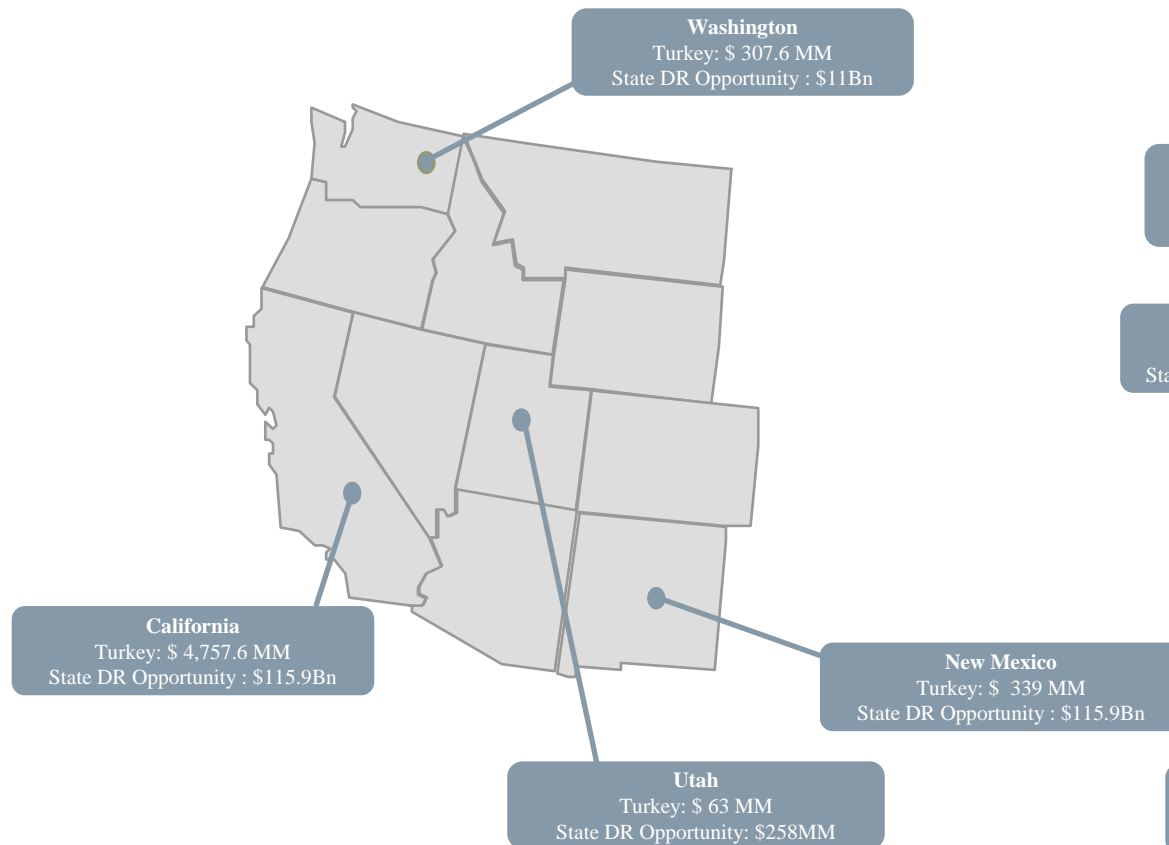 Washington
Turkey: $ 307.6 MM
State DR Opportunity : $11Bn
Sta
California
Turkey: $ 4,757.6 MM
State DR Opportunity : $115.9Bn
New Mexico
Turkey: $  339 MM
State DR Opportunity : $115.9Bn
Utah
Turkey: $ 63 MM
State DR Opportunity: $258MM